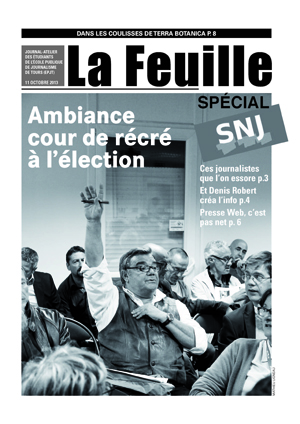 DANS LES COULISSES DE TERRA BOTANICA P. 8
JOURNAL-ATELIER
DES ÉTUDIANTS
DE L'ÉCOLE PUBLIQUE
DE JOURNALISME
DE TOURS (EPJT)
11 OCTOBRE 2013
La Feuille
SPÉCIAL
SNJ
Ambiance
cour de récré
à l'élection
Ces journalistes
que l'on essore p.3
Et Denis Robert
créa l'info p.4
Presse Web, c'est
pas net p. 6